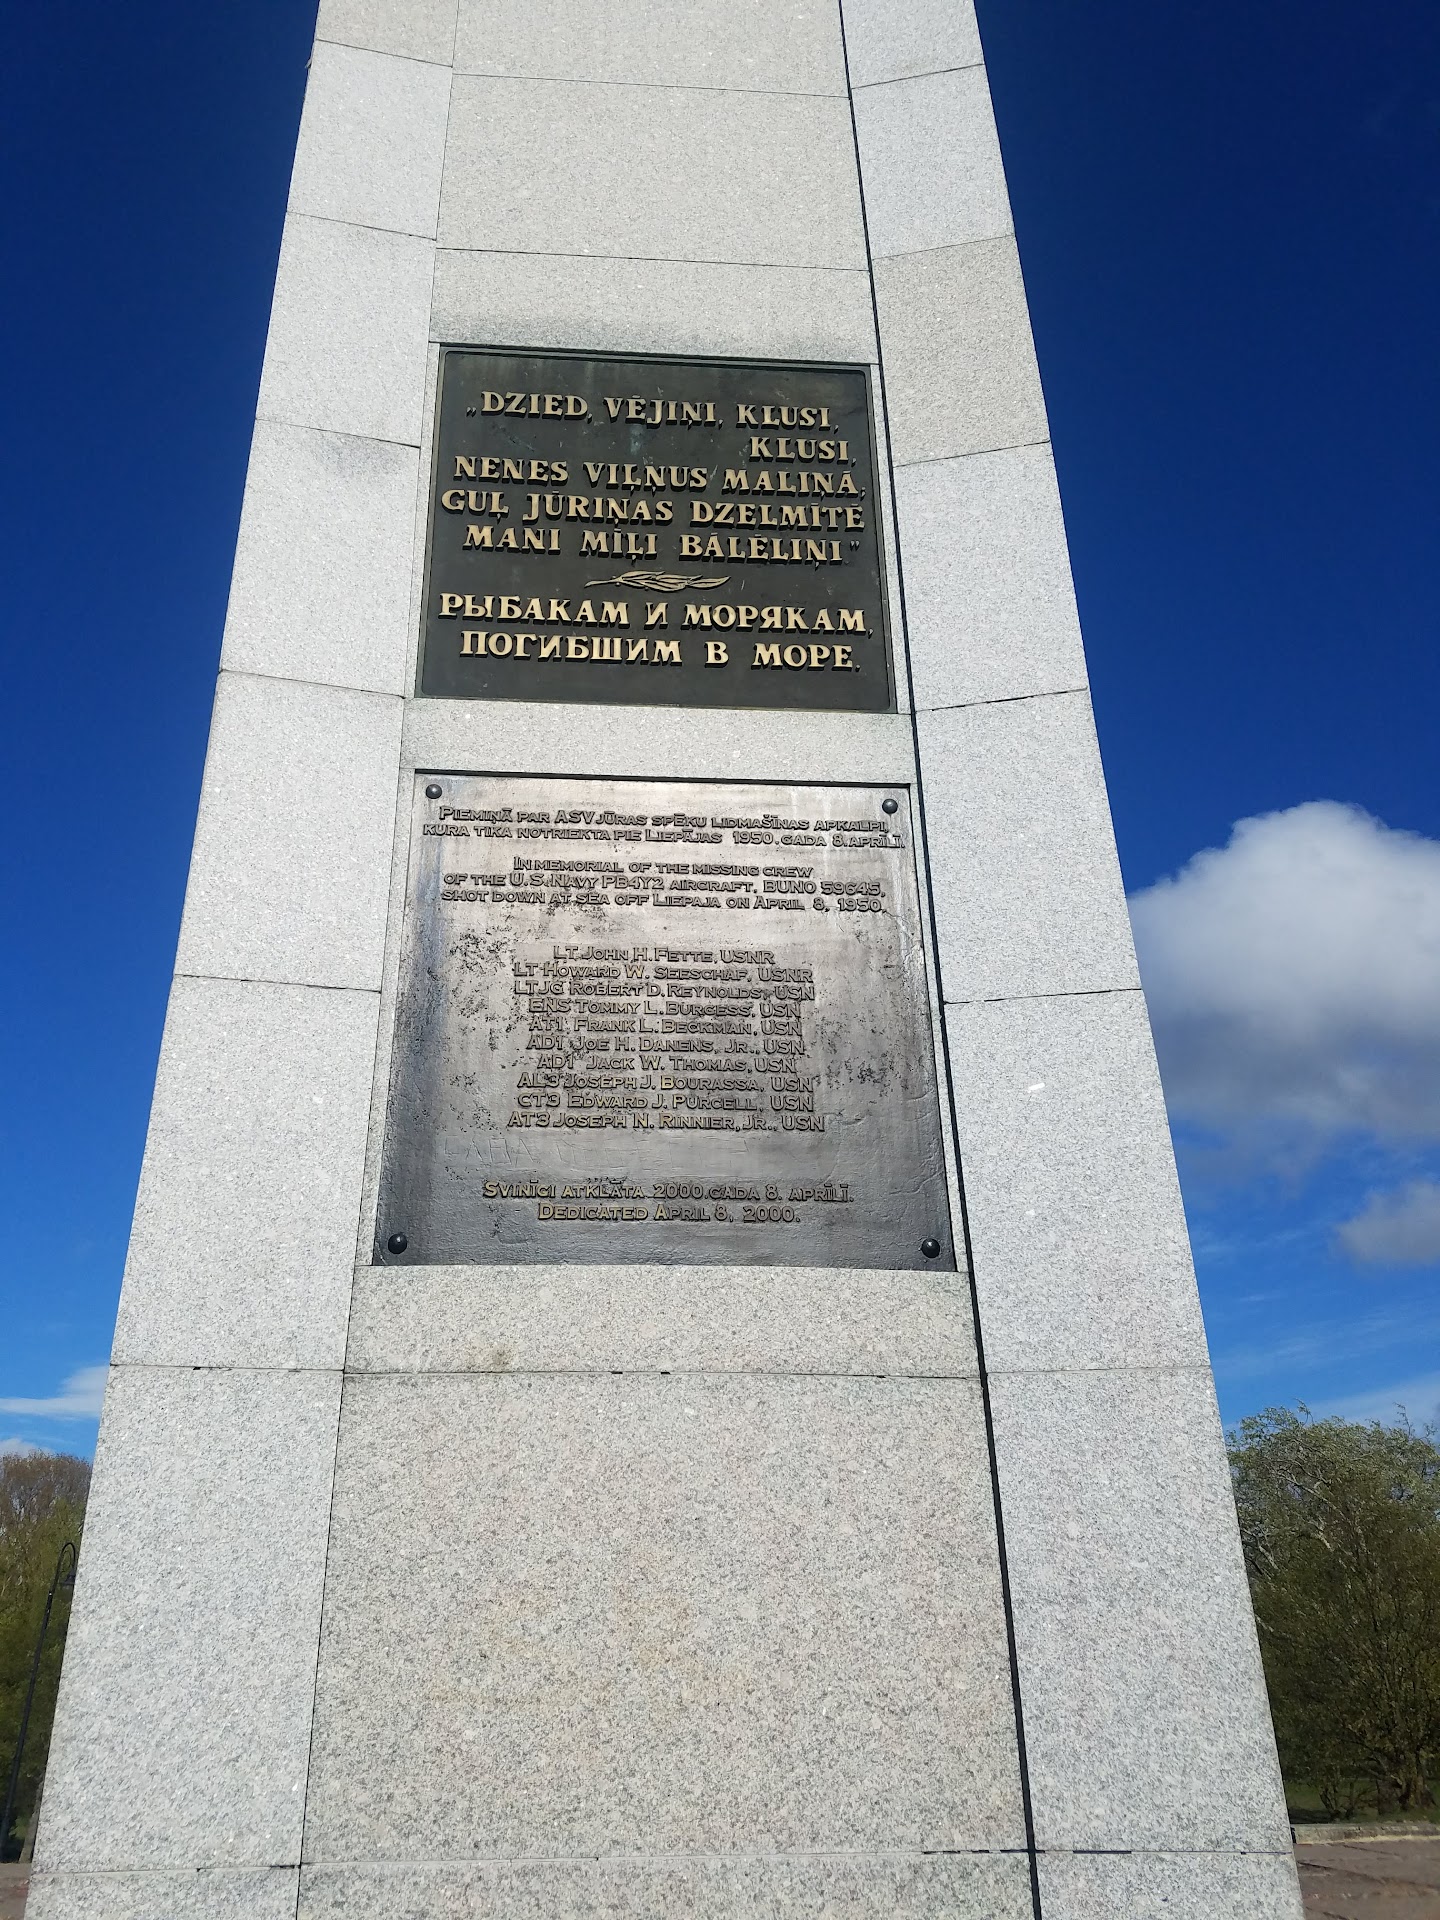 „DZIED, VĒJIŅI, KLUSI,
KLUSI,
NENES VIĻŅUS MALIŅĀ;
GUĻ JŪRIŅAS DZELMĪTĒ
MANI MĪĻI BĀLĒLIŅI"
РЫБАКАМ И МОРЯКАМ,
ПОГИБШИМ В МОРЕ.
PIEMIŅĀ PAR ASV JŪRAS SPĒKU LIDMAŠĪNAS APKALPI,
KURA TIKA NOTRIEKTA PIE LIEPĀJAS 1950. GADA 8. APRĪLĪ.
IN MEMORIAL OF THE MISSING CREW
OF THE U.S. NAVY PB4Y2 AIRCRAFT, BUNO 59645,
SHOT DOWN AT SEA OFF LIEPAJA ON APRIL 8, 1950.
LT JOHN H. FETTE, USNR
LT HOWARD W. SEESCHAF, USNR
LTJG ROBERT D. REYNOLDS, USN
ENS TOMMY L. BURGESS, USN
AT1 FRANK L. BECKMAN, USN
AD1 JOE H. DANENS, JR., USN
AD1 JACK W. THOMAS, USN
AL3 JOSEPH J. BOURASSA, USN
CT3 EDWARD J. PURCELL, USN
AT3 JOSEPH N. RINNIER, JR., USN
SVINĪGI ATKLĀTA 2000. GADA 8. APRĪLĪ.
DEDICATED APRIL 8, 2000.